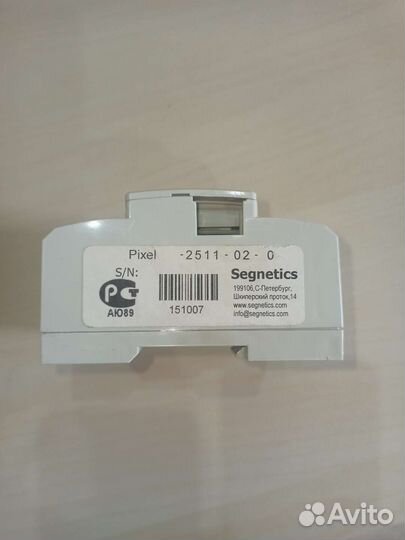 Pixel -2511-02-0
S/N:
РСТ
АЮ89
151007
Segnetics
199106,С-Петербург,
Шкиперский проток,14
www.segnetics.com
info@segnetics.com
Avito